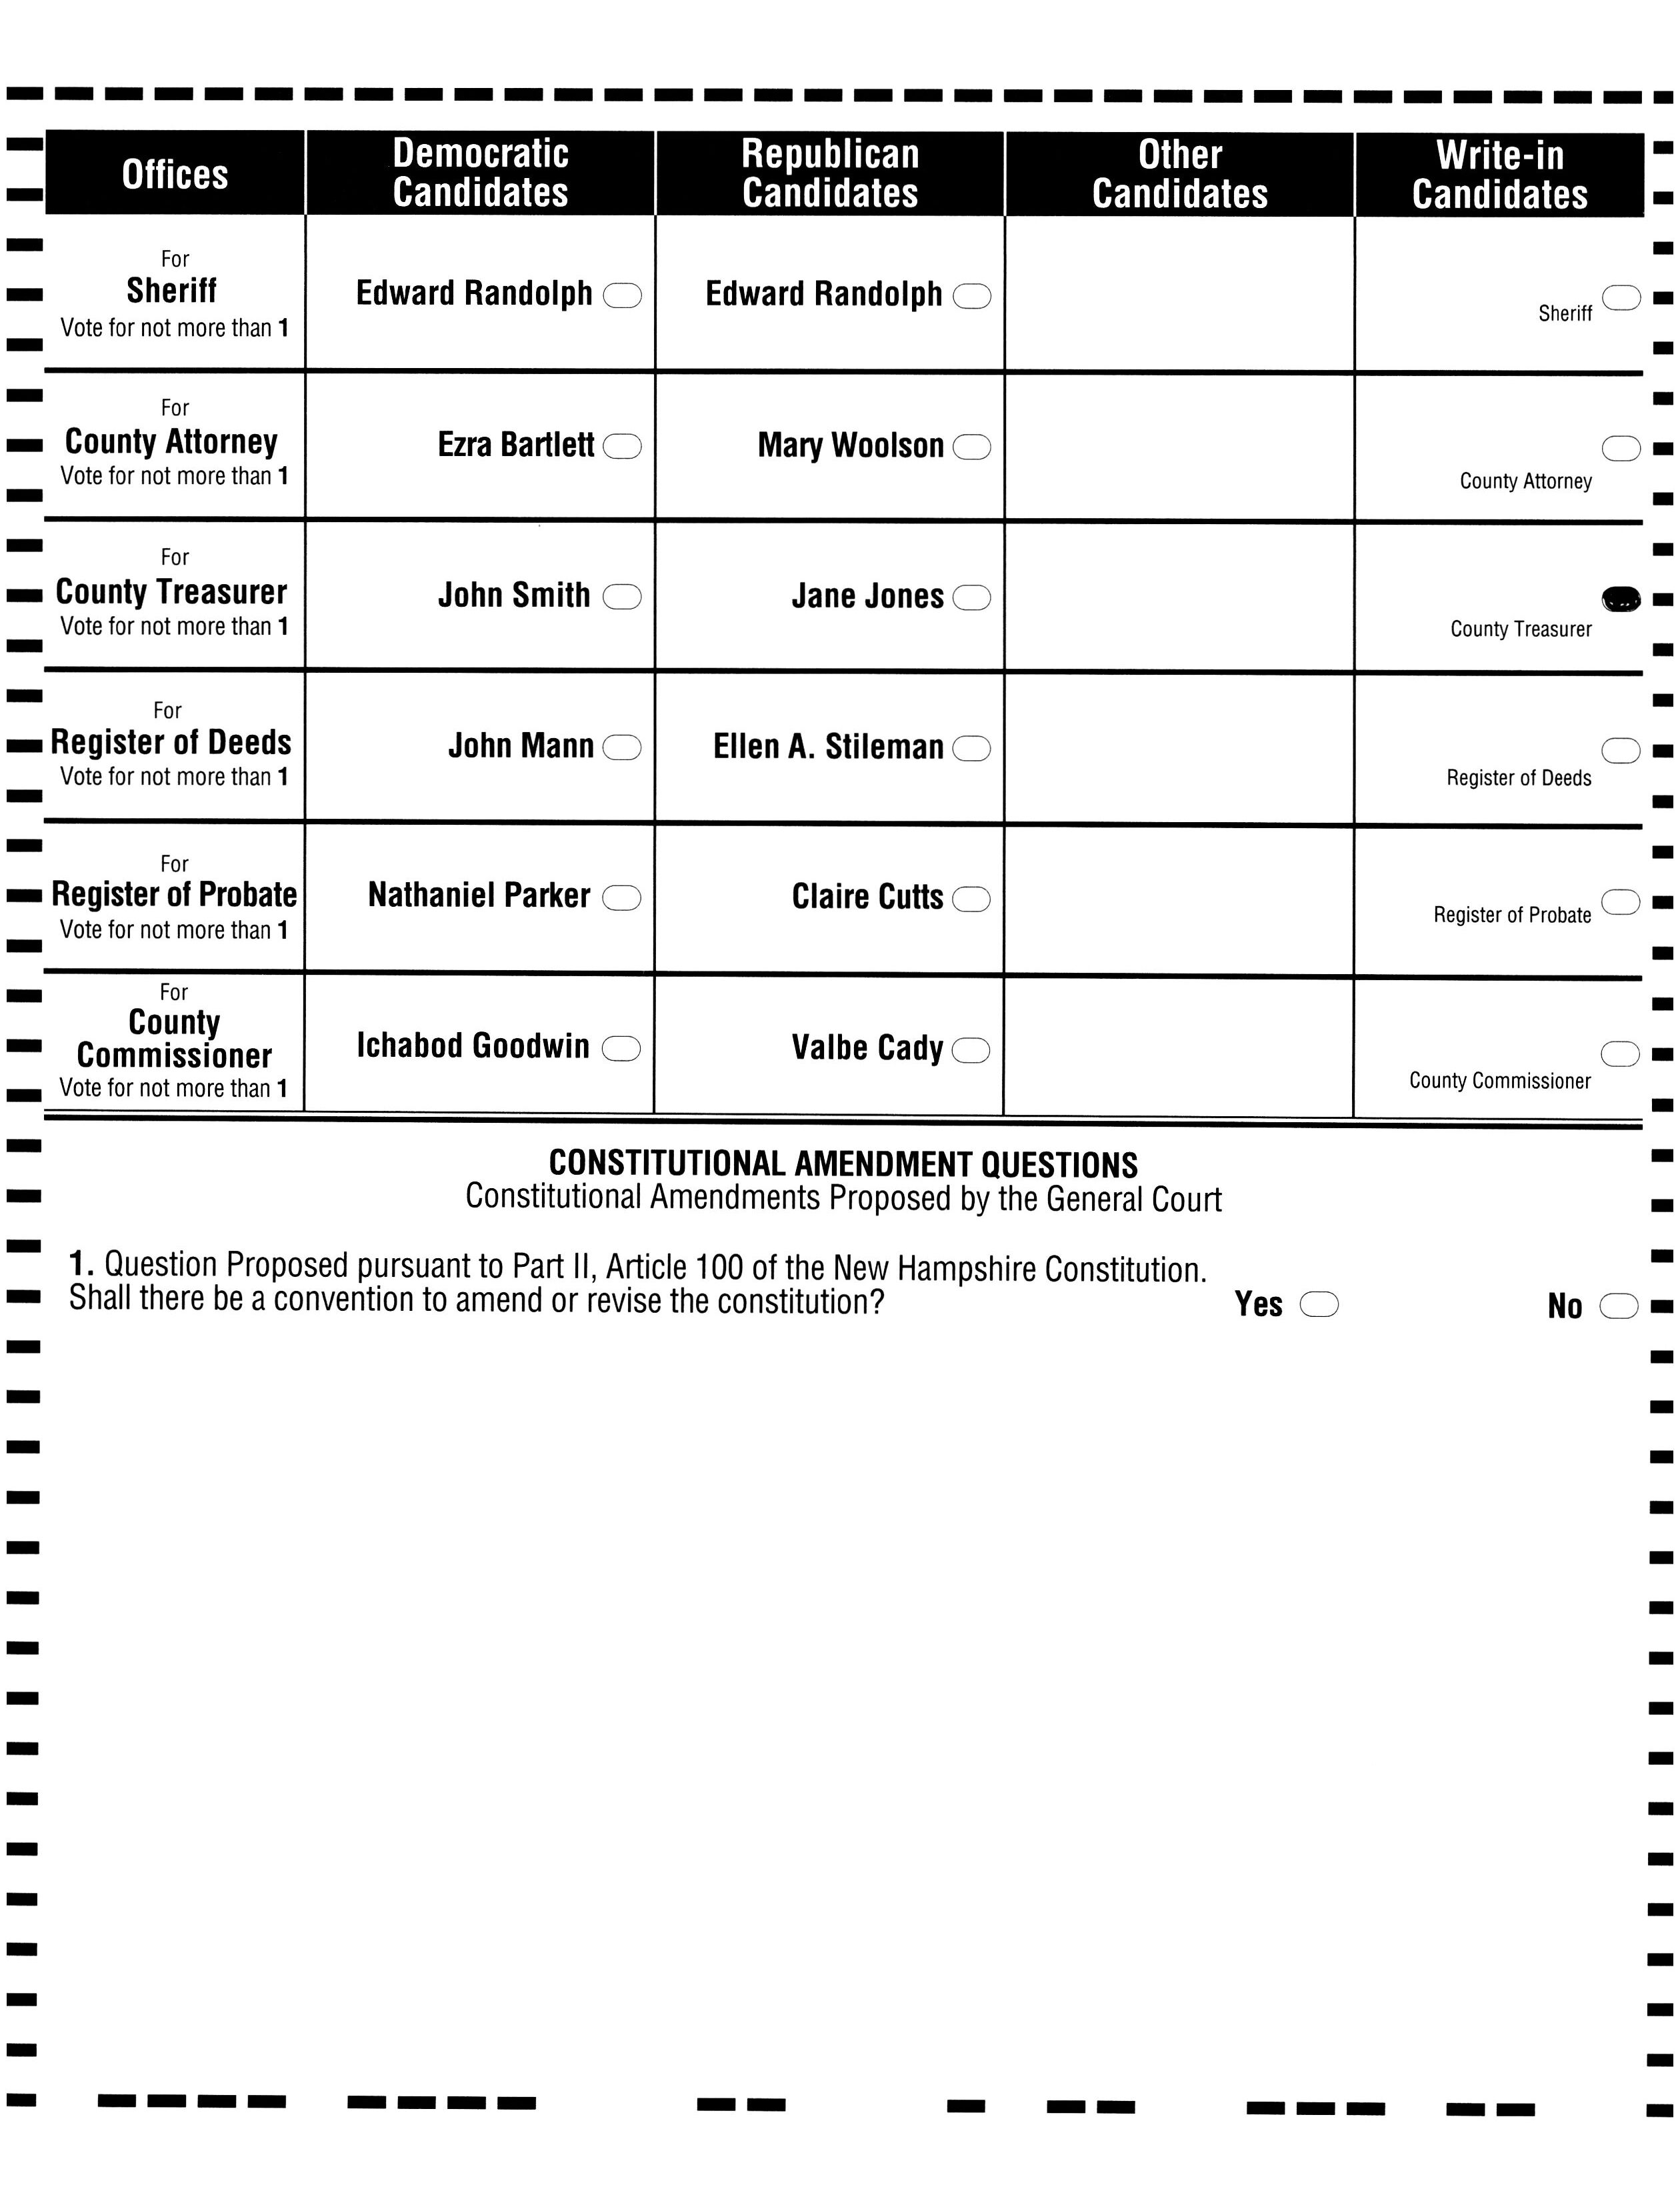 Offices
Democratic
Candidates
Republican
Candidates
Other
Candidates
Write-in
Candidates
For
Sheriff
Vote for not more than 1
Edward Randolph
Edward Randolph
Sheriff
For
County Attorney
Vote for not more than 1
Ezra Bartlett
Mary Woolson
County Attorney
For
County Treasurer
Vote for not more than 1
John Smith
Jane Jones
County Treasurer
For
Register of Deeds
Vote for not more than 1
John Mann
Ellen A. Stileman
Register of Deeds
For
Register of Probate
Vote for not more than 1
Nathaniel Parker
Claire Cutts
Register of Probate
For
County
Commissioner
Vote for not more than 1
Ichabod Goodwin
Valbe Cady
County Commissioner
CONSTITUTIONAL AMENDMENT QUESTIONS
Constitutional Amendments Proposed by the General Court
1. Question Proposed pursuant to Part II, Article 100 of the New Hampshire Constitution.
Shall there be a convention to amend or revise the constitution?
Yes
No